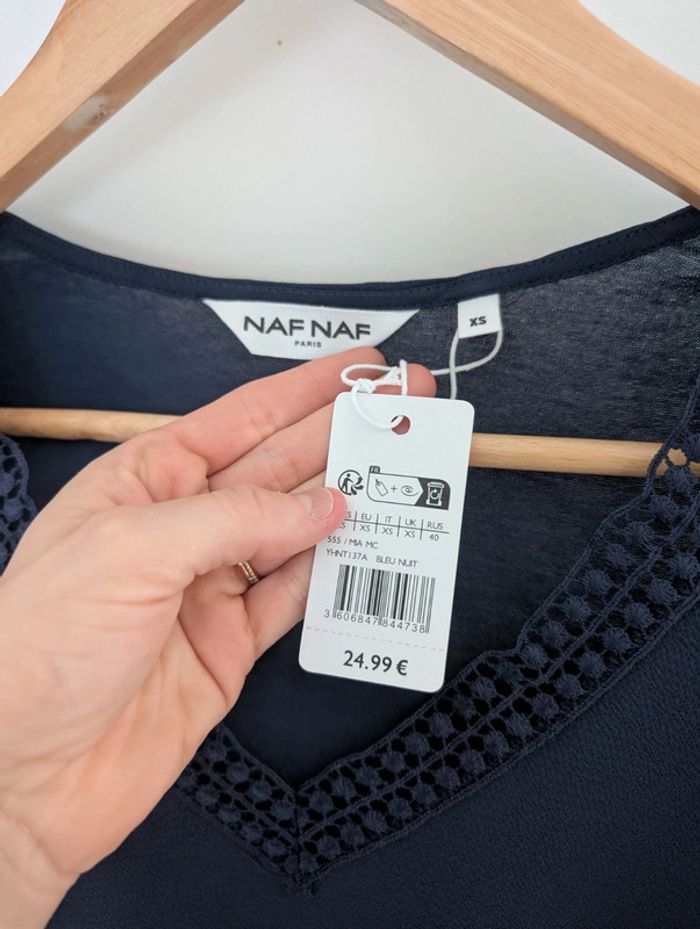 NAF NAF
PARIS
XS
FR
EU IT UK RUS
XS XS XS 40
555 / MIA MC
YHNT137A BLEU NUIT
3 606847 844738
24.99 €